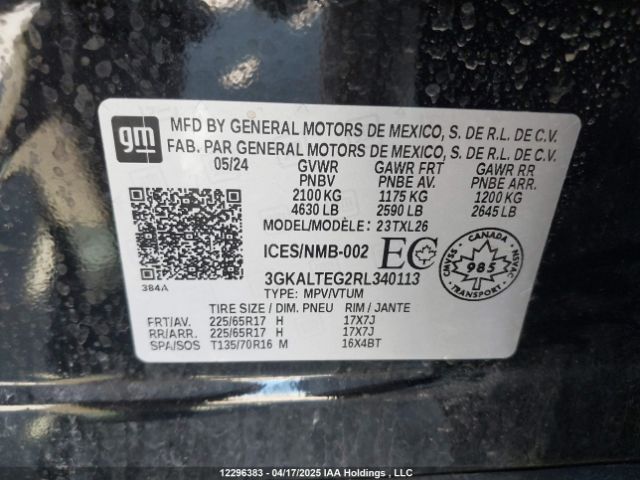 gm
MFD BY GENERAL MOTORS DE MEXICO, S. DE R.L. DE C.V.
FAB. PAR GENERAL MOTORS DE MEXICO, S. DE R.L. DE C.V.
05/24 GVWR GAWR FRT GAWR RR
PNBV PNBE AV. PNBE ARR.
2100 KG 1175 KG 1200 KG
4630 LB 2590 LB 2645 LB
MODEL/MODÈLE: 23TXL26
ICES/NMB-002 EC
CANADA
CMVSS 985 NSVAC
TRANSPORT
3GKALTEG2RL340113
384A
TYPE: MPV/VTUM
TIRE SIZE / DIM. PNEU RIM / JANTE
FRT/AV. 225/65R17 H 17X7J
RR/ARR. 225/65R17 H 17X7J
SPA/SOS T135/70R16 M 16X4BT
12296383 - 04/17/2025 IAA Holdings , LLC